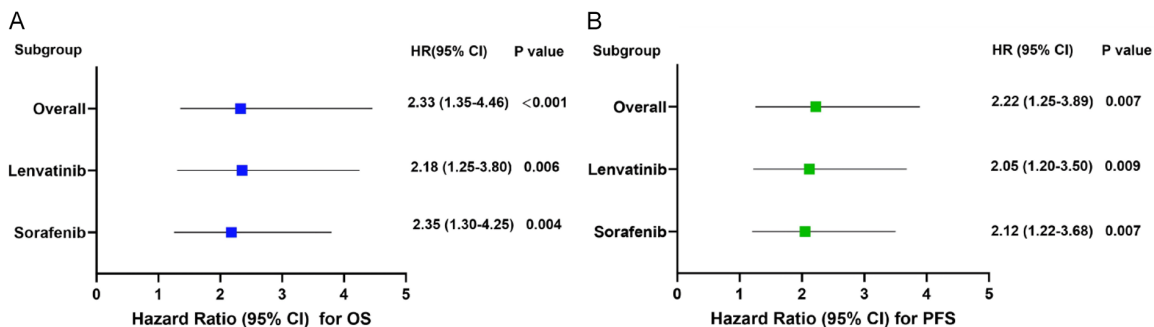 A
Subgroup HR(95% CI) P value
Overall 2.33 (1.35-4.46) <0.001
Lenvatinib 2.18 (1.25-3.80) 0.006
Sorafenib 2.35 (1.30-4.25) 0.004
0 1 2 3 4 5
Hazard Ratio (95% CI) for OS
B
Subgroup HR (95% CI) P value
Overall 2.22 (1.25-3.89) 0.007
Lenvatinib 2.05 (1.20-3.50) 0.009
Sorafenib 2.12 (1.22-3.68) 0.007
0 1 2 3 4 5
Hazard Ratio (95% CI) for PFS